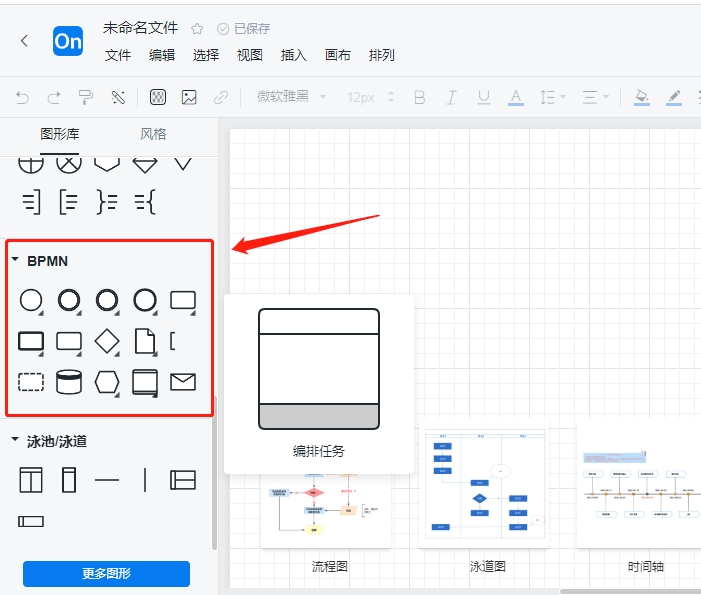 On
未命名文件
已保存
文件 编辑 选择 视图 插入 画布 排列
微软雅黑 12px B I U A
图形库 风格
BPMN
编排任务
泳池/泳道
更多图形
流程图 泳道图 时间轴